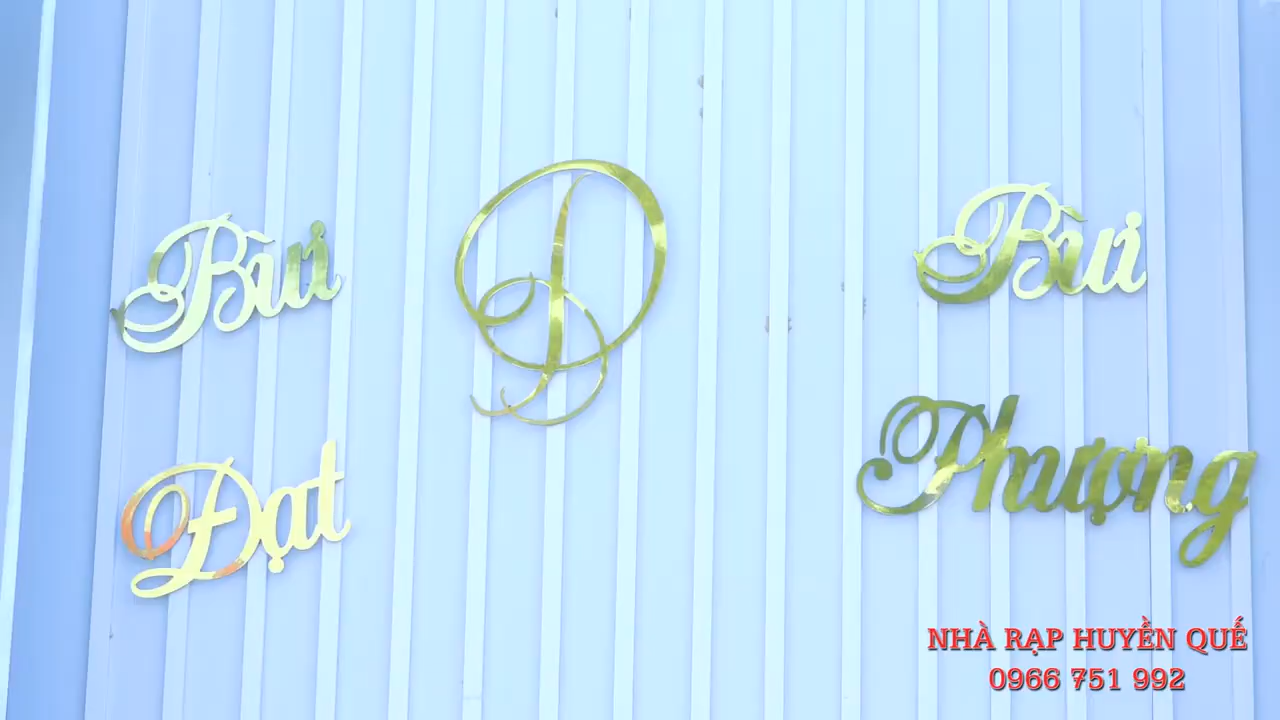 Bùi
Đạt
Bùi
Phượng
NHÀ RẠP HUYỀN QUẾ
0966 751 992